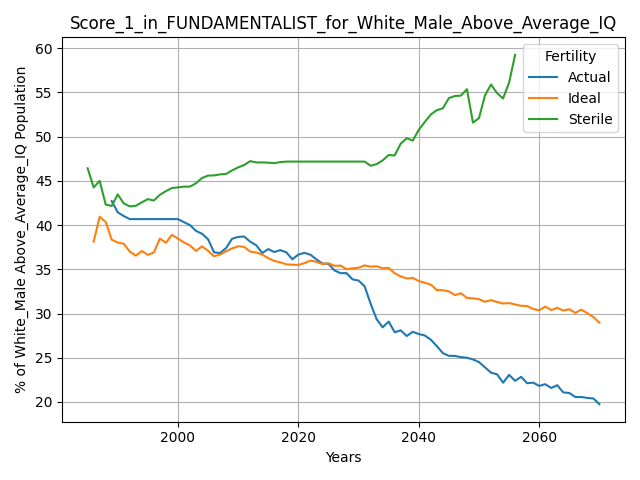 Score_1_in_FUNDAMENTALIST_for_White_Male_Above_Average_IQ
% of White_Male Above_Average_IQ Population
60
55
50
45
40
35
30
25
20
Fertility
Actual
Ideal
Sterile
2000
2020
2040
2060
Years